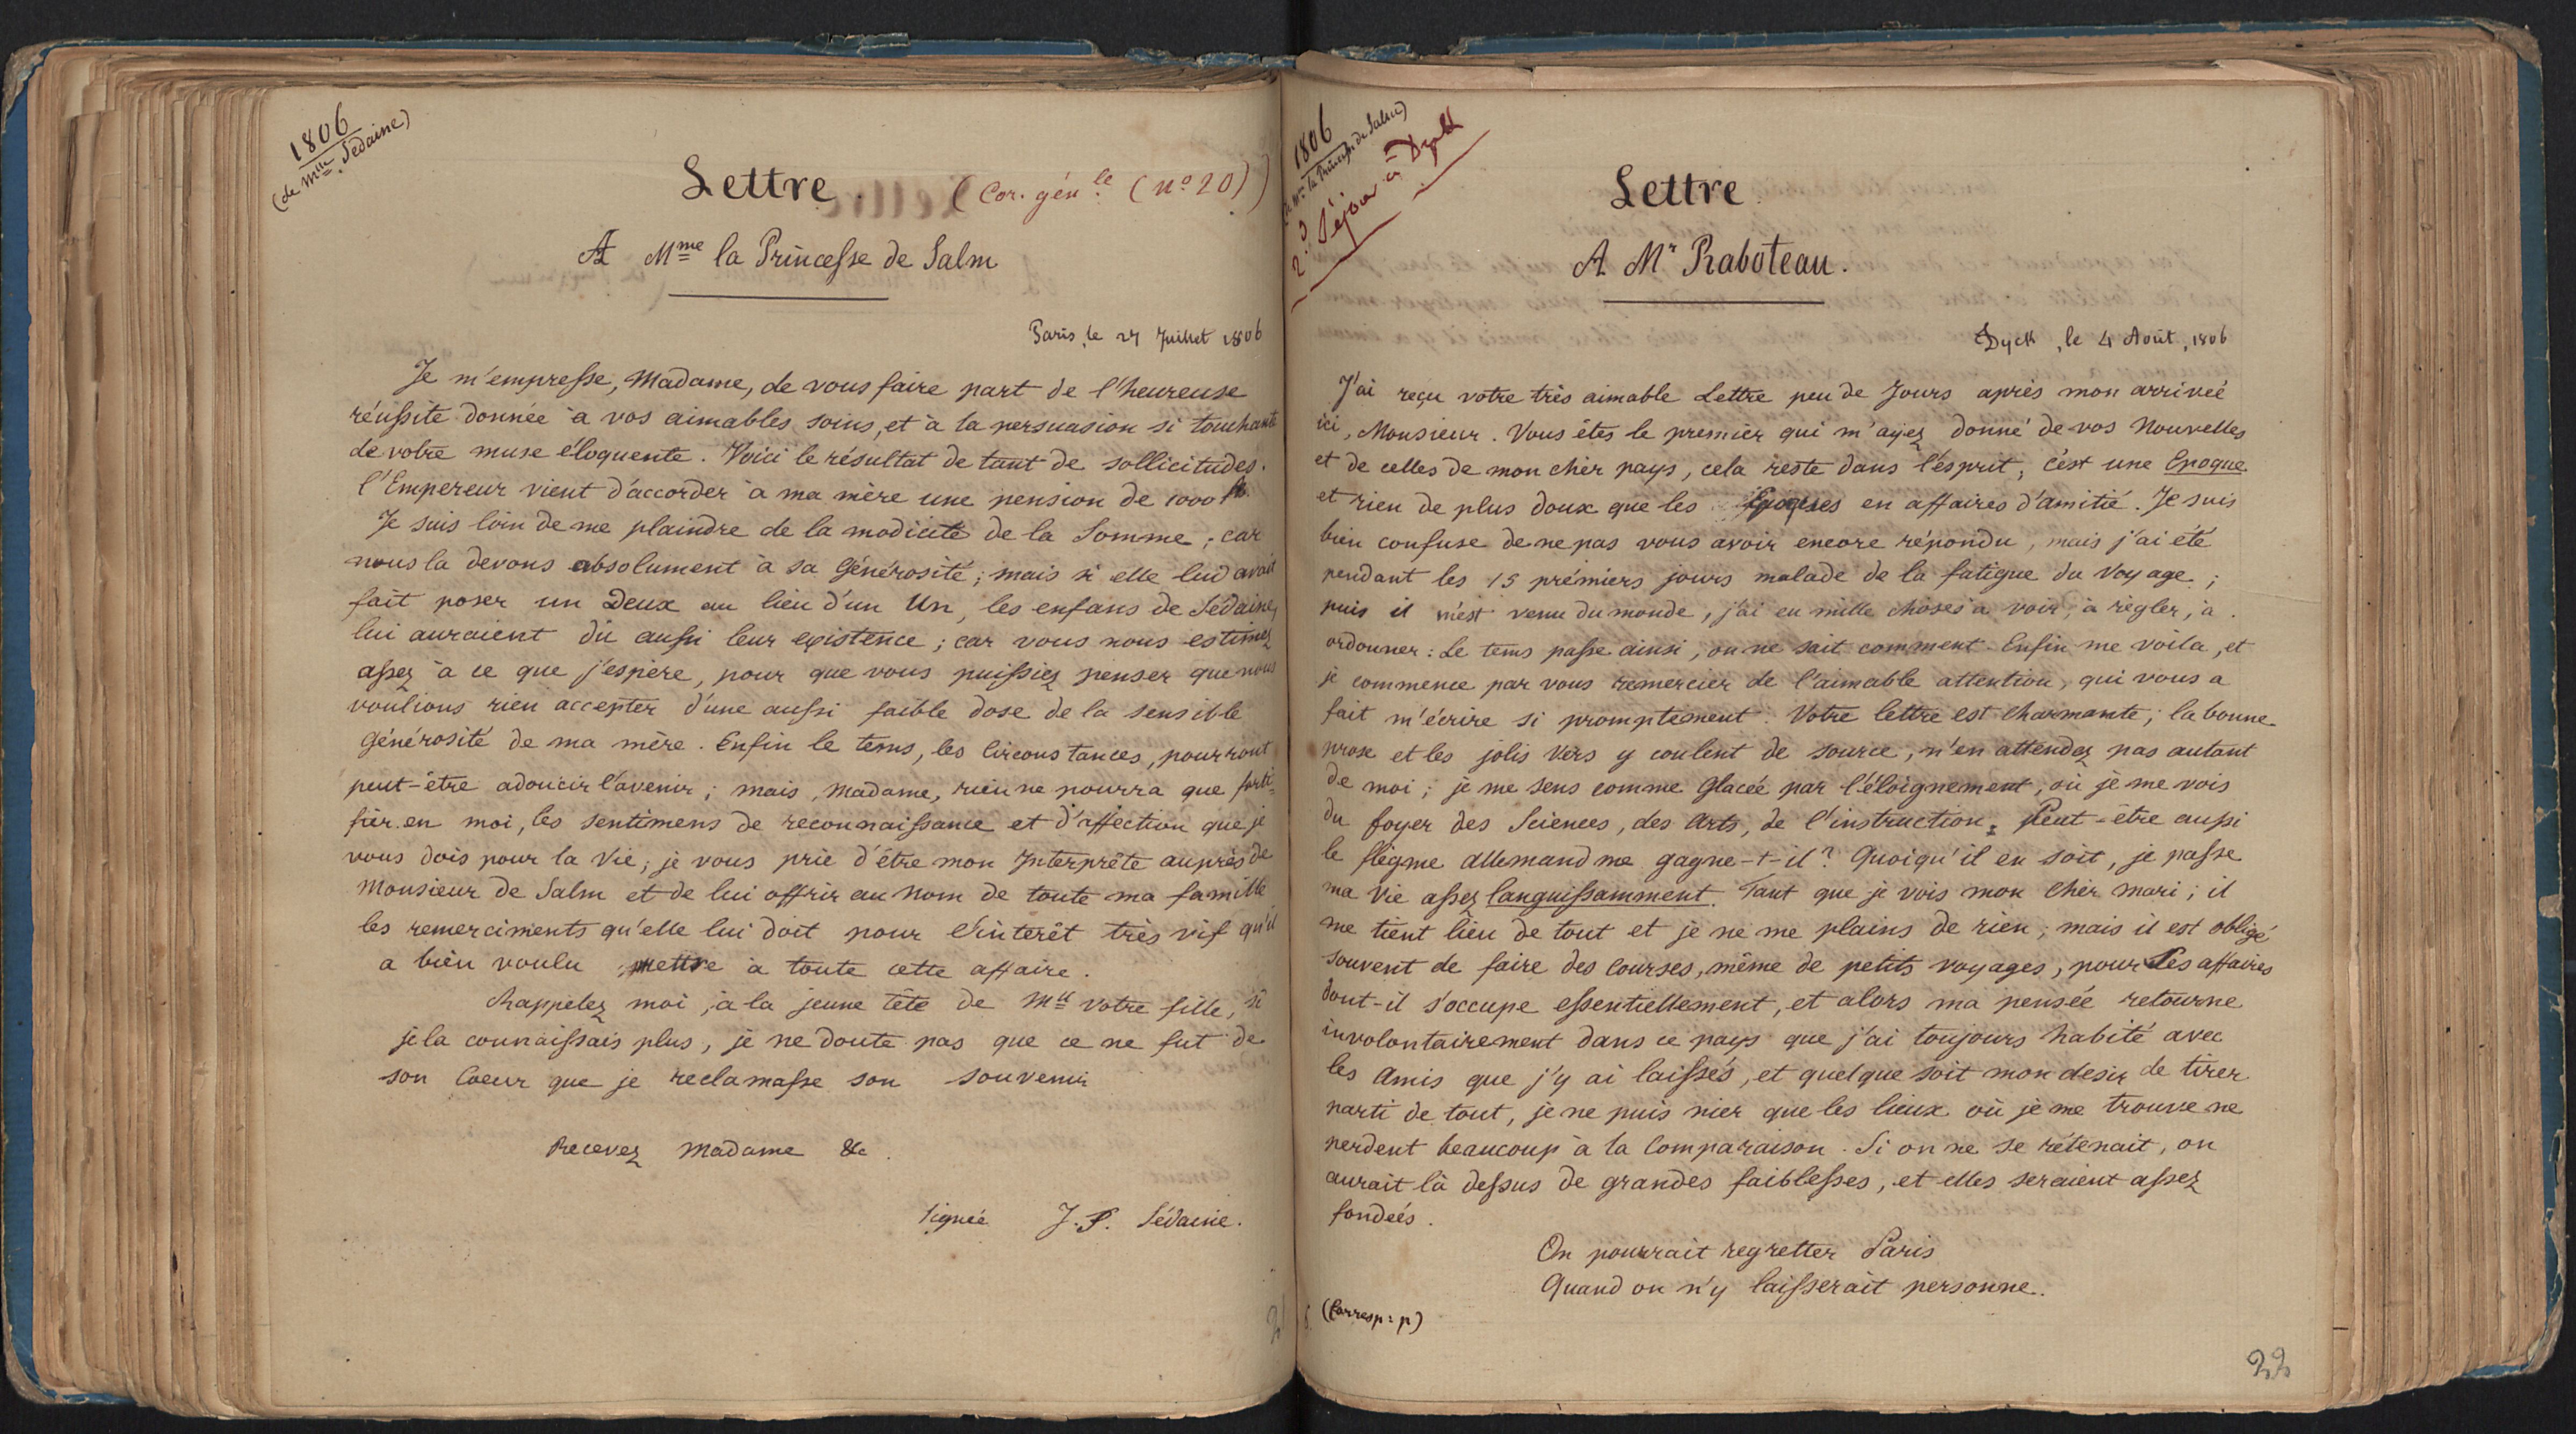 1806
(de Mme Sédaine)
Lettre. (Cor. génle (no 20))
A Mme la Princesse de Salm
Paris, le 27 Juillet 1806
Je m'empresse, Madame, de vous faire part de l'heureuse
réussite donnée à vos aimables soins, et à la persuasion si touchante
de votre muse éloquente. Voici le résultat de tant de sollicitudes.
l'Empereur vient d'accorder à ma mère une pension de 1000 fr.
Je suis loin de me plaindre de la modicité de la Somme; car
nous la devons absolument à sa Générosité; mais si elle lui avait
fait poser un Deux au lieu d'un Un, les enfans de Sédaine,
lui auraient dû aussi leur existence; car vous nous estimez
assez à ce que j'espère, pour que vous puissiez penser que nous
voulions rien accepter d'une aussi faible dose de la sensible
Générosité de ma mère. Enfin le tems, les Circonstances, pourront
peut-être adoucir l'avenir; mais, Madame, rien ne pourra que forti-
fier en moi, les sentimens de reconnaissance et d'affection que je
vous dois pour la Vie; je vous prie d'être mon Interprète auprès de
Monsieur de Salm et de lui offrir au Nom de toute ma famille
les remerciments qu'elle lui doit pour l'interêt très vif qu'il
a bien voulu mettre à toute cette affaire.
Rappelez moi, à la jeune tête de Mlle votre fille, si
je la connaissais plus, je ne doute pas que ce ne fut de
son Coeur que je reclamasse son souvenir
Recevez Madame &c.
Signée J. S. Sédaine.
1806
(de Me la Princesse de Salm)
2e Séjour à Dyck
Lettre
A Mr Raboteau.
Dyck, le 4 Août, 1806
J'ai reçu votre très aimable Lettre peu de Jours après mon arrivée
ici, Monsieur. Vous êtes le premier qui m'ayez donné de vos Nouvelles
et de celles de mon cher pays, cela reste dans l'esprit, c'est une Epoque
et rien de plus doux que les Epoques en affaires d'amitié. Je suis
bien confuse de ne pas vous avoir encore répondu, mais j'ai été
pendant les 15 prémiers jours malade de la fatigue du Voyage;
puis il m'est venu du monde, j'ai eu mille choses à voir, à règler, à
ordonner: Le tems passe ainsi, on ne sait comment. Enfin me voila, et
je commence par vous remercier de l'aimable attention, qui vous a
fait m'écrire si promptement. Votre lettre est charmante; la bonne
prose et les jolis Vers y coulent de source, n'en attendez pas autant
de moi; je me sens comme Glacée par l'éloignement, où je me vois
du foyer des Sciences, des Arts, de l'instruction. Peut-être aussi
le flègme allemand me gagne-t-il? Quoiqu'il en soit, je passe
ma Vie assez languissamment. Tant que je vois mon cher mari; il
me tient lieu de tout et je ne me plains de rien; mais il est obligé
souvent de faire des Courses, même de petits voyages, pour les affaires
dont-il s'occupe essentiellement, et alors ma pensée retourne
involontairement dans ce pays que j'ai toujours habité avec
les Amis que j'y ai laissés, et quelque soit mon desir de tirer
parti de tout, je ne puis nier que les lieux où je me trouve ne
perdent beaucoup à la Comparaison. Si on ne se rétenait, on
aurait là dessus de grandes faiblesses, et elles seraient assez
fondeés.
On pourrait regretter Paris
Quand on n'y laisserait personne.
(Corresp: p)
22